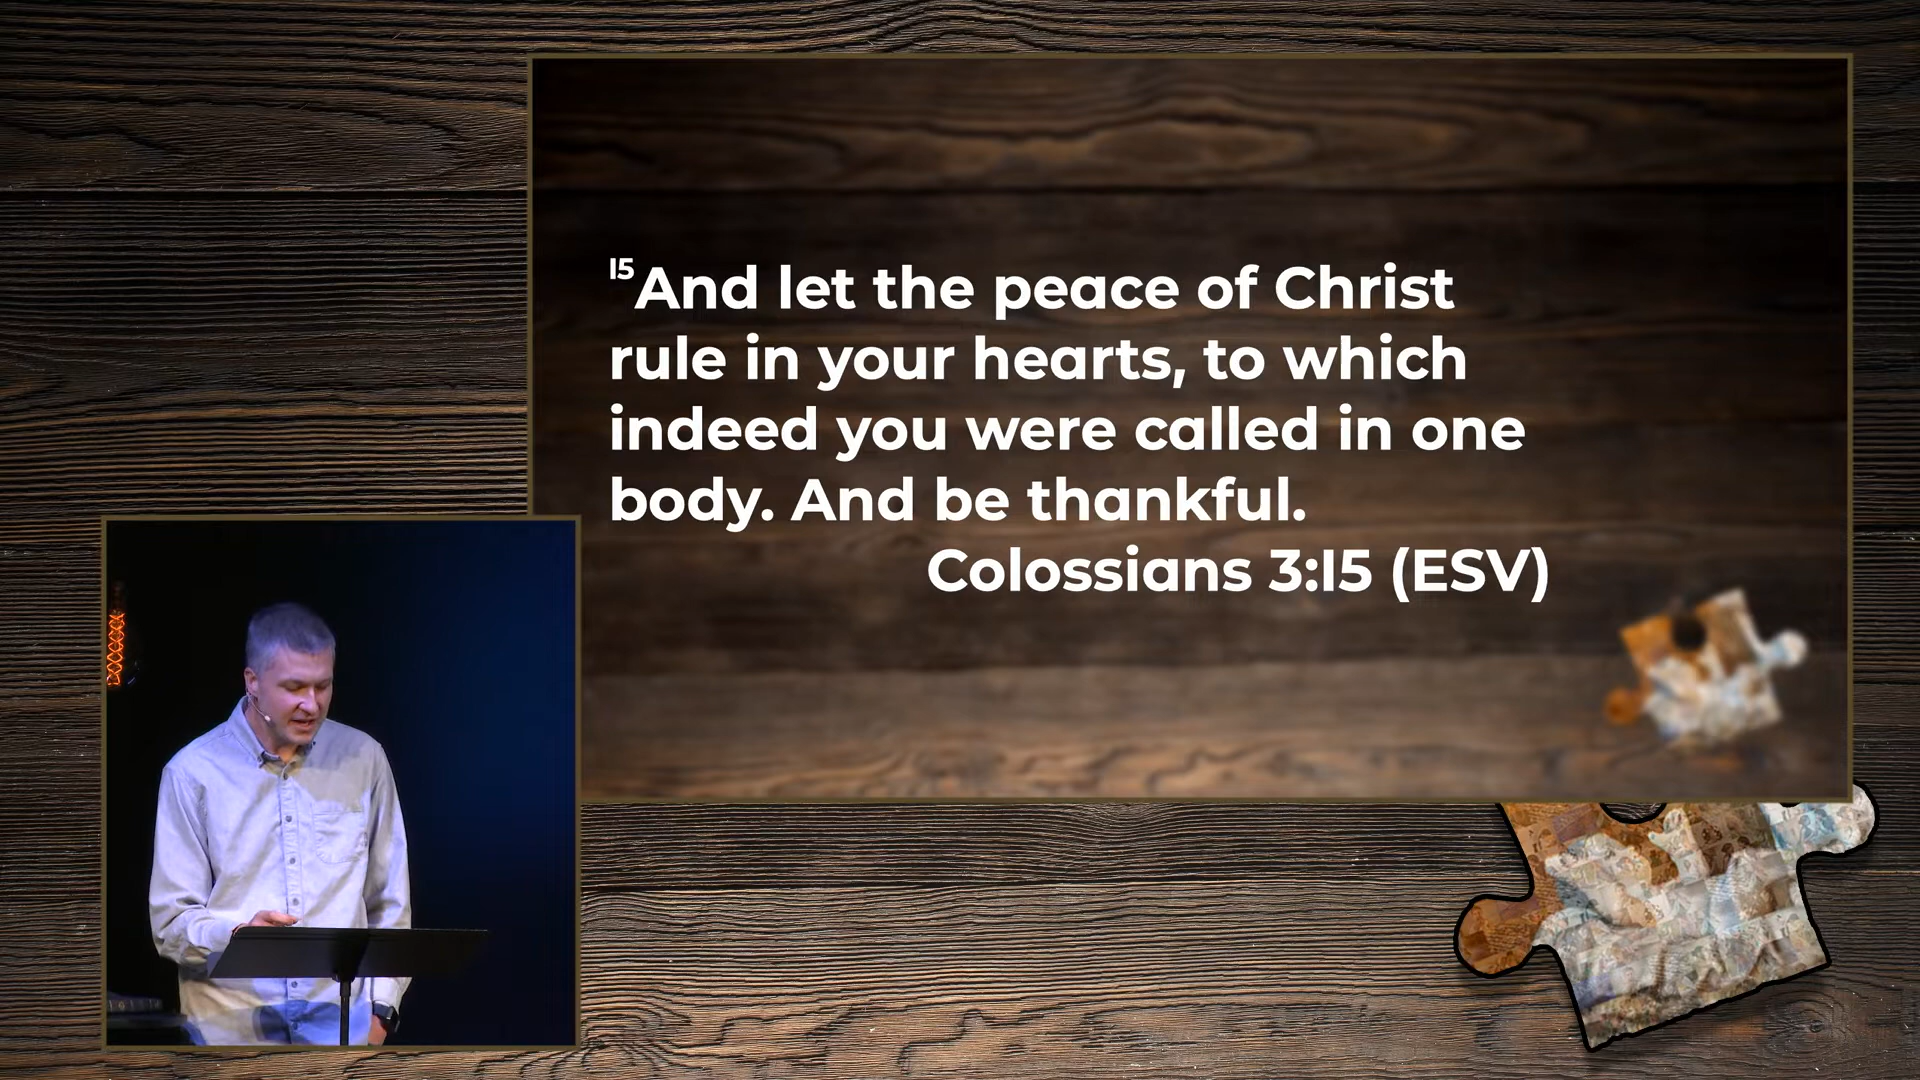 15And let the peace of Christ
rule in your hearts, to which
indeed you were called in one
body. And be thankful.
Colossians 3:15 (ESV)